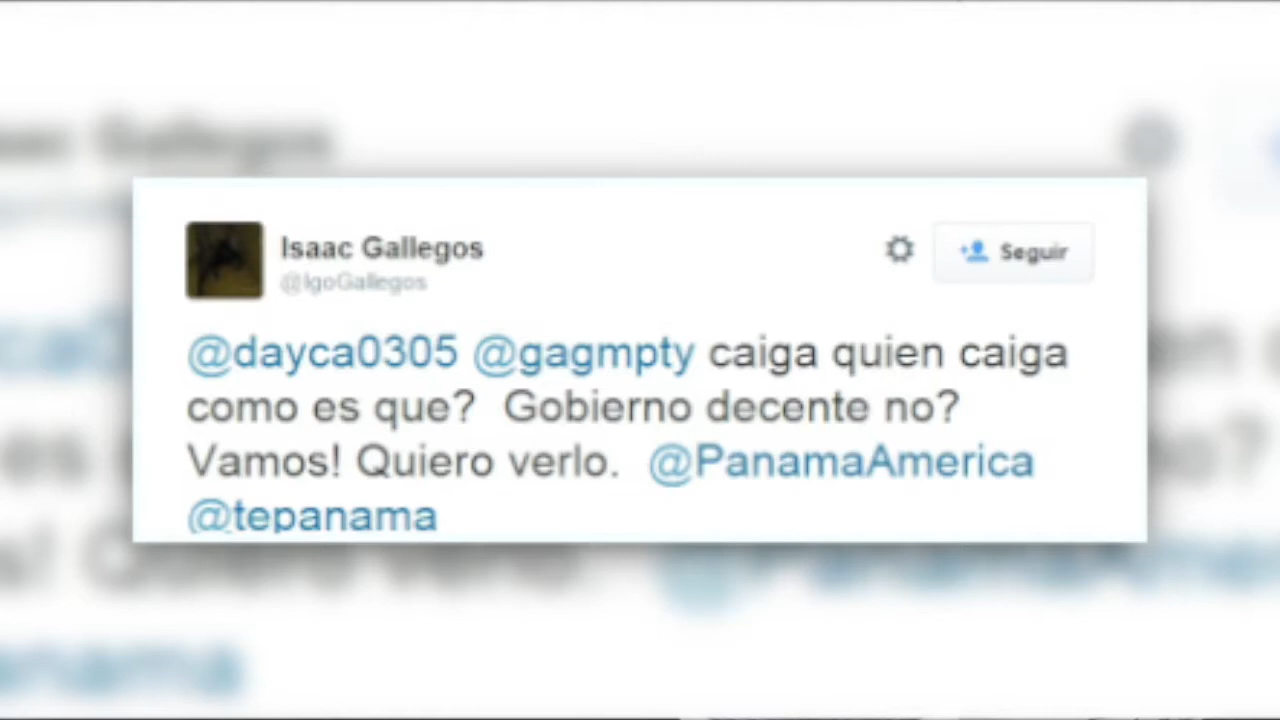 Isaac Gallegos
@IgoGallegos
Seguir
@dayca0305 @gagmpty caiga quien caiga
como es que? Gobierno decente no?
Vamos! Quiero verlo. @PanamaAmerica
@tepanama